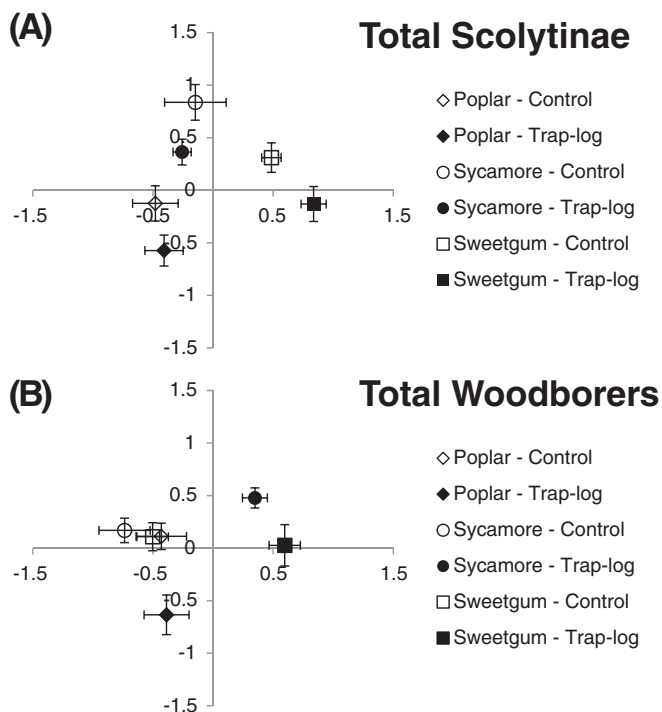 (A)
Total Scolytinae
1.5
1
0.5
0
-0.5
-1
-1.5
-1.5
-0.5
0.5
1.5
Poplar - Control
Poplar - Trap-log
Sycamore - Control
Sycamore - Trap-log
Sweetgum - Control
Sweetgum - Trap-log
(B)
Total Woodborers
1.5
1
0.5
0
-0.5
-1
-1.5
-1.5
-0.5
0.5
1.5
Poplar - Control
Poplar - Trap-log
Sycamore - Control
Sycamore - Trap-log
Sweetgum - Control
Sweetgum - Trap-log